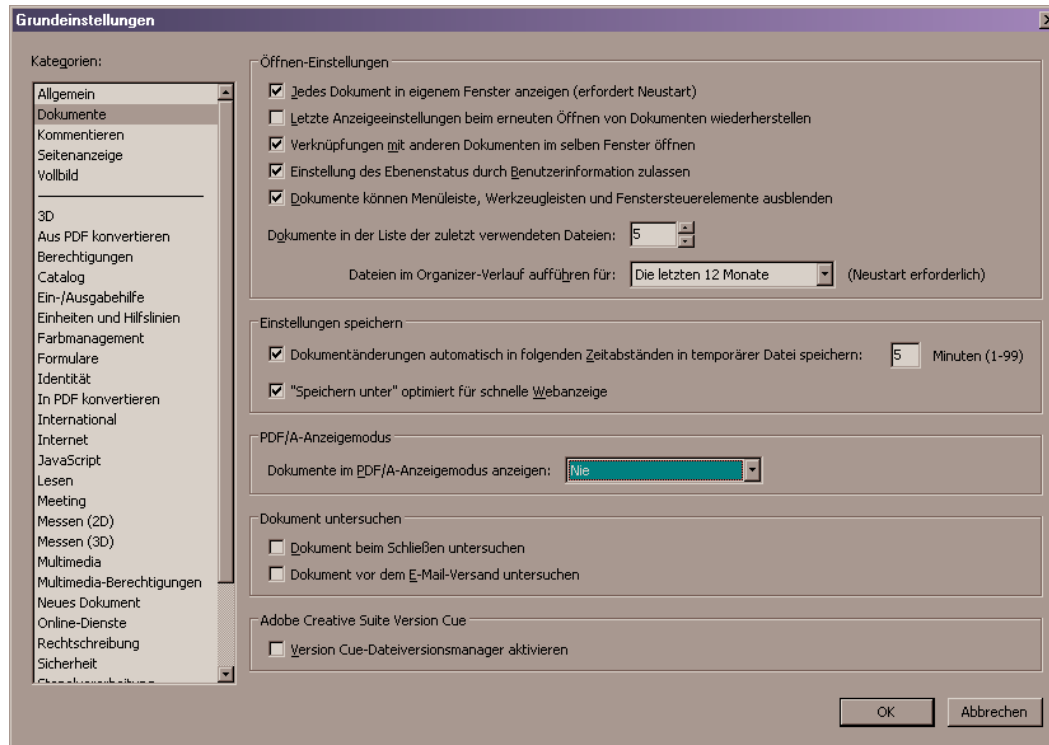 Grundeinstellungen
Kategorien:
Allgemein
Dokumente
Kommentieren
Seitenanzeige
Vollbild
3D
Aus PDF konvertieren
Berechtigungen
Catalog
Ein-/Ausgabehilfe
Einheiten und Hilfslinien
Farbmanagement
Formulare
Identität
In PDF konvertieren
International
Internet
JavaScript
Lesen
Meeting
Messen (2D)
Messen (3D)
Multimedia
Multimedia-Berechtigungen
Neues Dokument
Online-Dienste
Rechtschreibung
Sicherheit
Öffnen-Einstellungen
Jedes Dokument in eigenem Fenster anzeigen (erfordert Neustart)
Letzte Anzeigeeinstellungen beim erneuten Öffnen von Dokumenten wiederherstellen
Verknüpfungen mit anderen Dokumenten im selben Fenster öffnen
Einstellung des Ebenenstatus durch Benutzerinformation zulassen
Dokumente können Menüleiste, Werkzeugleisten und Fenstersteuerelemente ausblenden
Dokumente in der Liste der zuletzt verwendeten Dateien: 5
Dateien im Organizer-Verlauf aufführen für: Die letzten 12 Monate (Neustart erforderlich)
Einstellungen speichern
Dokumentänderungen automatisch in folgenden Zeitabständen in temporärer Datei speichern: 5 Minuten (1-99)
"Speichern unter" optimiert für schnelle Webanzeige
PDF/A-Anzeigemodus
Dokumente im PDF/A-Anzeigemodus anzeigen: Nie
Dokument untersuchen
Dokument beim Schließen untersuchen
Dokument vor dem E-Mail-Versand untersuchen
Adobe Creative Suite Version Cue
Version Cue-Dateiversionsmanager aktivieren
OK Abbrechen